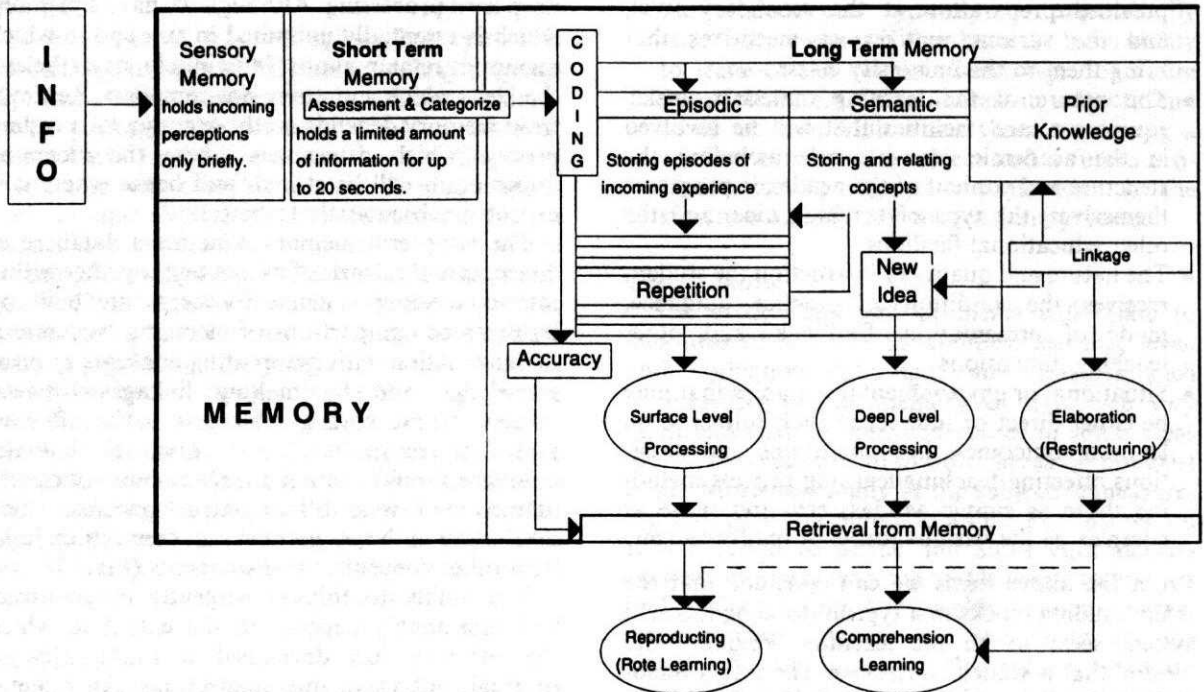 INFO
Sensory
Memory
holds incoming
perceptions
only briefly.
Short Term
Memory
Assessment & Categorize
holds a limited amount
of information for up
to 20 seconds.
CODING
Long Term Memory
Episodic
Semantic
Prior
Knowledge
Storing episodes of
incoming experience
Storing and relating
concepts
Repetition
New
Idea
Linkage
Accuracy
MEMORY
Surface Level
Processing
Deep Level
Processing
Elaboration
(Restructuring)
Retrieval from Memory
Reproducting
(Rote Learning)
Comprehension
Learning